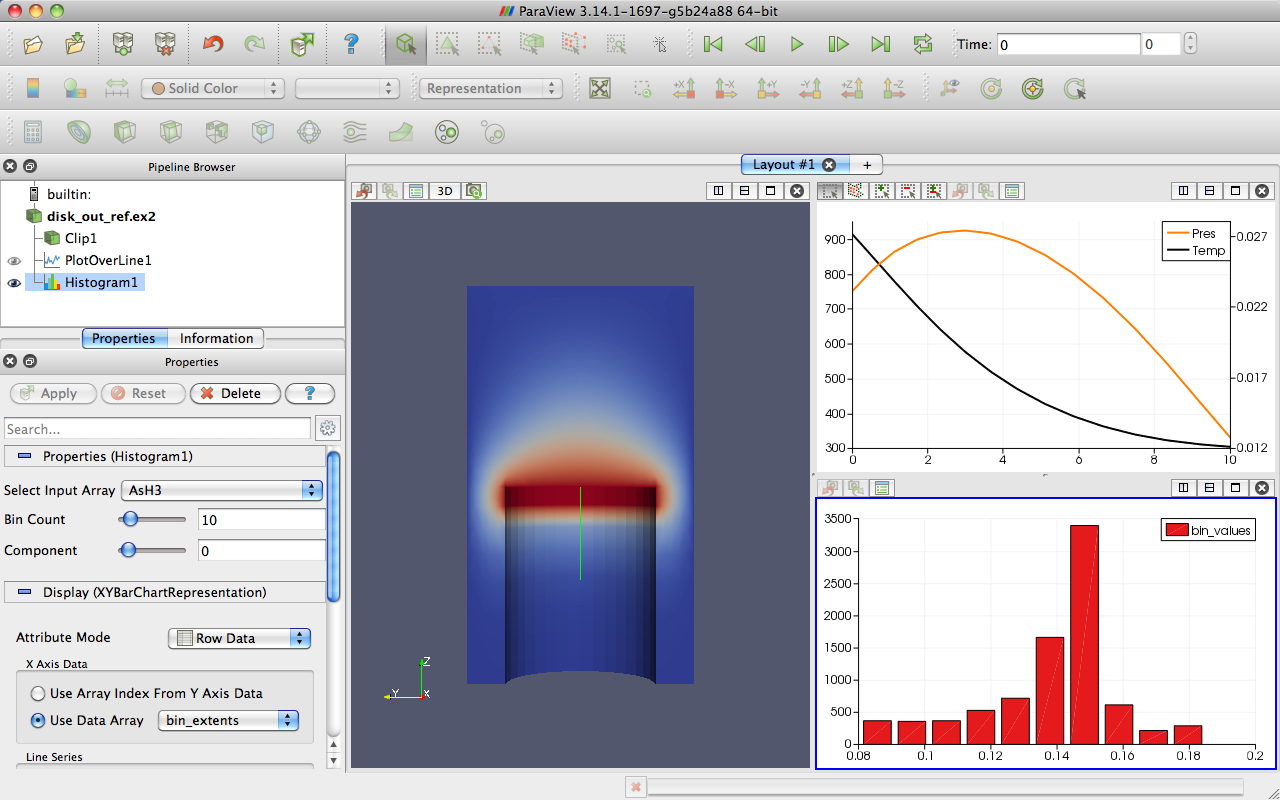 ParaView 3.14.1-1697-g5b24a88 64-bit
?
Time: 0 0
Solid Color
Representation
+X -X +Y -Y +Z -Z
Pipeline Browser
builtin:
disk_out_ref.ex2
Clip1
PlotOverLine1
Histogram1
Properties Information
Properties
Apply Reset Delete ?
Search...
Properties (Histogram1)
Select Input Array AsH3
Bin Count 10
Component 0
Display (XYBarChartRepresentation)
Attribute Mode Row Data
X Axis Data
Use Array Index From Y Axis Data
Use Data Array bin_extents
Line Series
Layout #1 +
3D
Z
Y X
Pres
Temp
900
800
700
600
500
400
300
0.027
0.022
0.017
0.012
0 2 4 6 8 10
bin_values
3500
3000
2500
2000
1500
1000
500
0
0.08 0.1 0.12 0.14 0.16 0.18 0.2